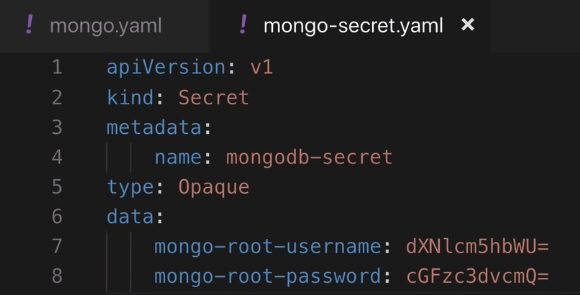 ! mongo.yaml ! mongo-secret.yaml ×
1 apiVersion: v1
2 kind: Secret
3 metadata:
4 name: mongodb-secret
5 type: Opaque
6 data:
7 mongo-root-username: dXNlcm5hbWU=
8 mongo-root-password: cGFzc3dvcmQ=